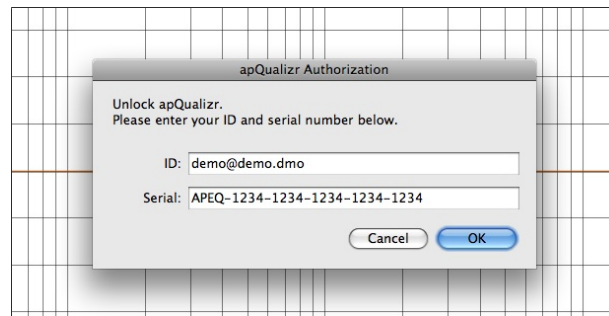 apQualizr Authorization
Unlock apQualizr.
Please enter your ID and serial number below.
ID: demo@demo.dmo
Serial: APEQ-1234-1234-1234-1234-1234
Cancel OK